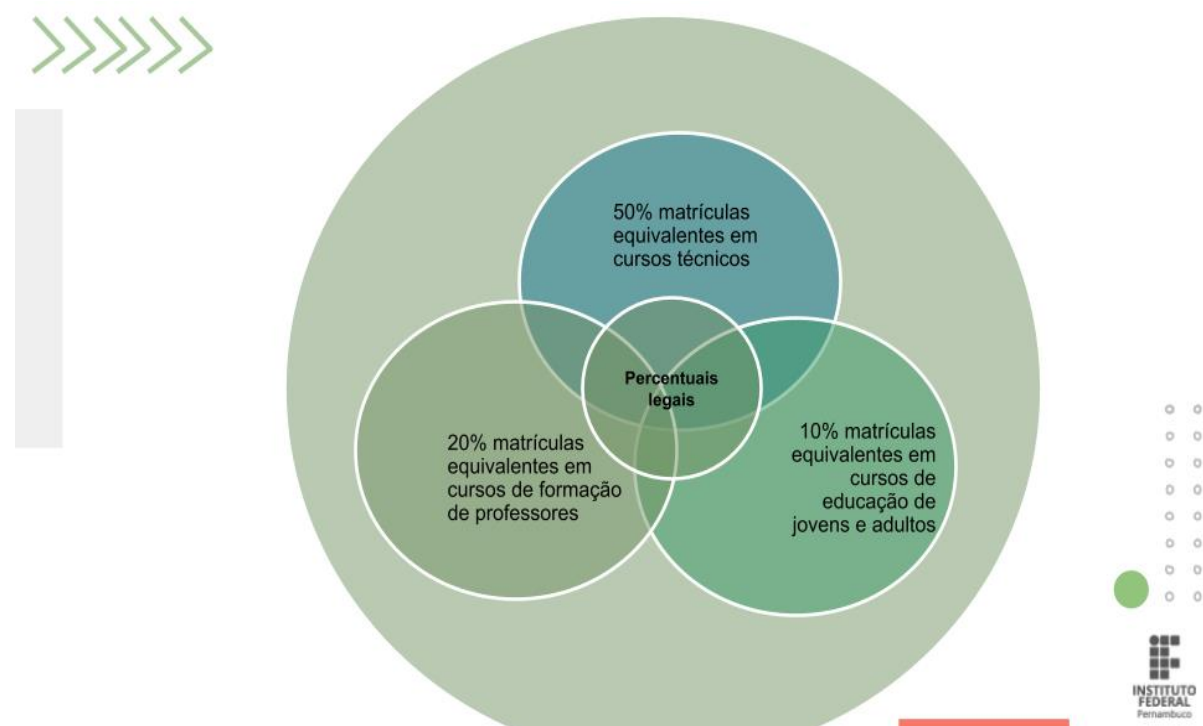 50% matrículas
equivalentes em
cursos técnicos
Percentuais
legais
20% matrículas
equivalentes em
cursos de formação
de professores
10% matrículas
equivalentes em
cursos de
educação de
jovens e adultos
INSTITUTO
FEDERAL
Pernambuco